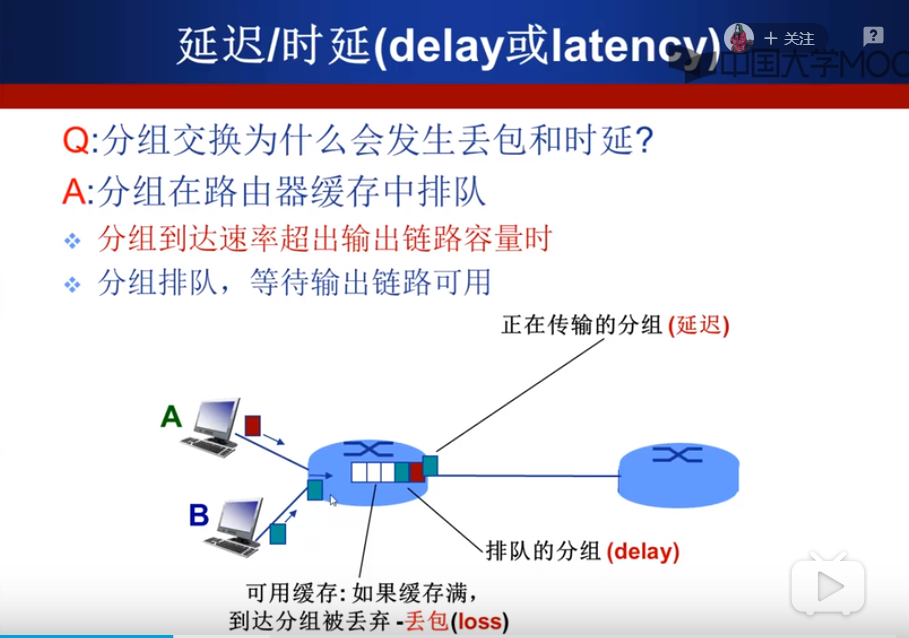 延迟/时延(delay或latency)
+ 关注
?
中国大学MOO
Q:分组交换为什么会发生丢包和时延?
A:分组在路由器缓存中排队
分组到达速率超出输出链路容量时
分组排队，等待输出链路可用
正在传输的分组 (延迟)
A
B
排队的分组 (delay)
可用缓存: 如果缓存满，
到达分组被丢弃 -丢包(loss)